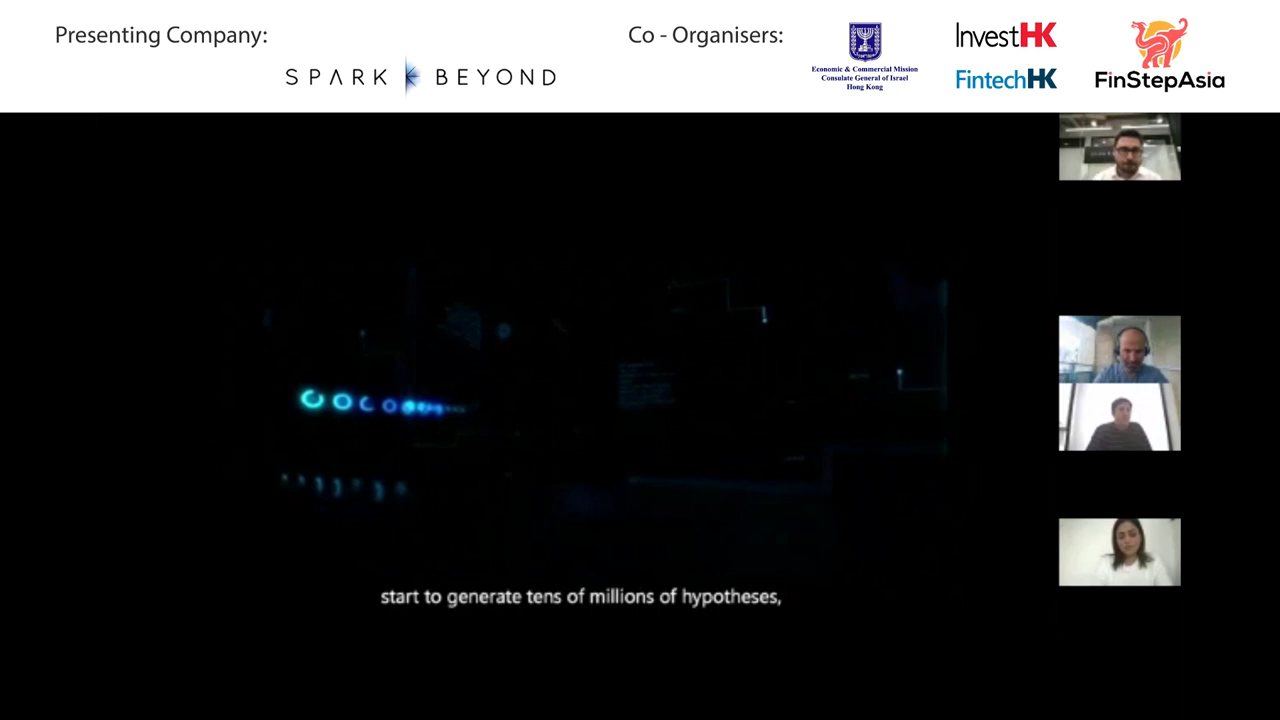 Presenting Company:
SPARK BEYOND
Co - Organisers:
Economic & Commercial Mission
Consulate General of Israel
Hong Kong
InvestHK
FintechHK
FinStepAsia
start to generate tens of millions of hypotheses,